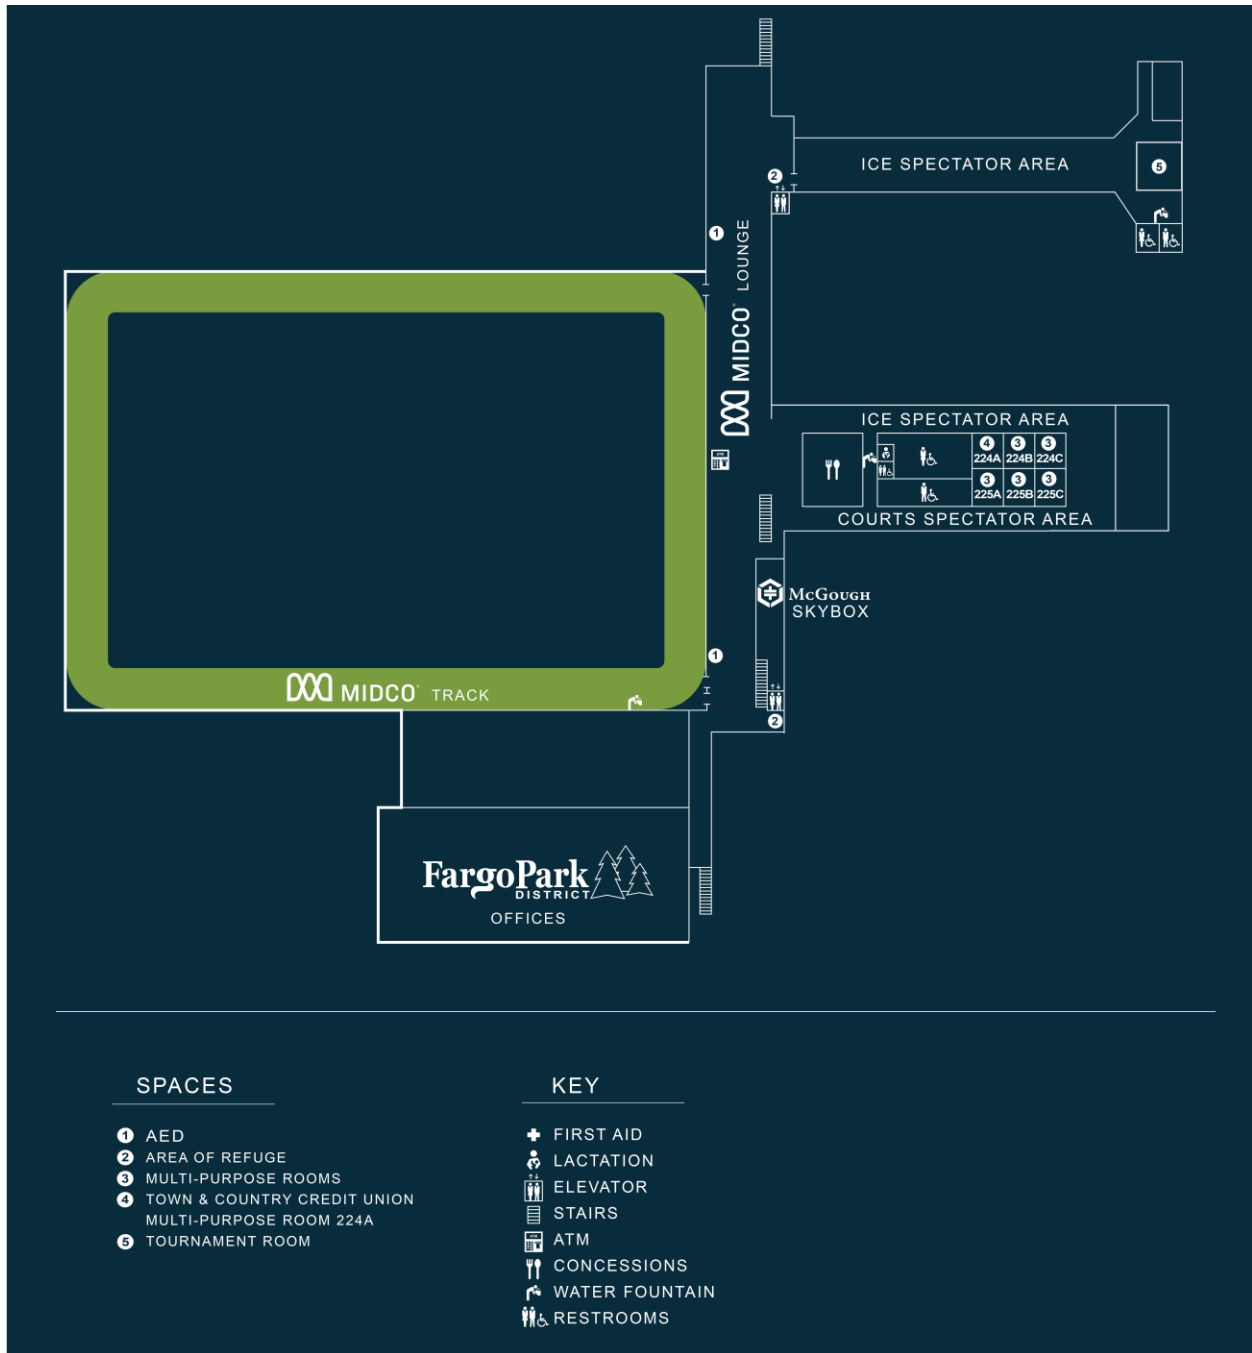 ICE SPECTATOR AREA
5
2
1
MIDCO LOUNGE
ICE SPECTATOR AREA
4 3 3
224A 224B 224C
ATM
3 3 3
225A 225B 225C
COURTS SPECTATOR AREA
McGough
SKYBOX
1
MIDCO TRACK
2
FargoPark
DISTRICT
OFFICES
SPACES
1 AED
2 AREA OF REFUGE
3 MULTI-PURPOSE ROOMS
4 TOWN & COUNTRY CREDIT UNION
MULTI-PURPOSE ROOM 224A
5 TOURNAMENT ROOM
KEY
FIRST AID
LACTATION
ELEVATOR
STAIRS
ATM ATM
CONCESSIONS
WATER FOUNTAIN
RESTROOMS